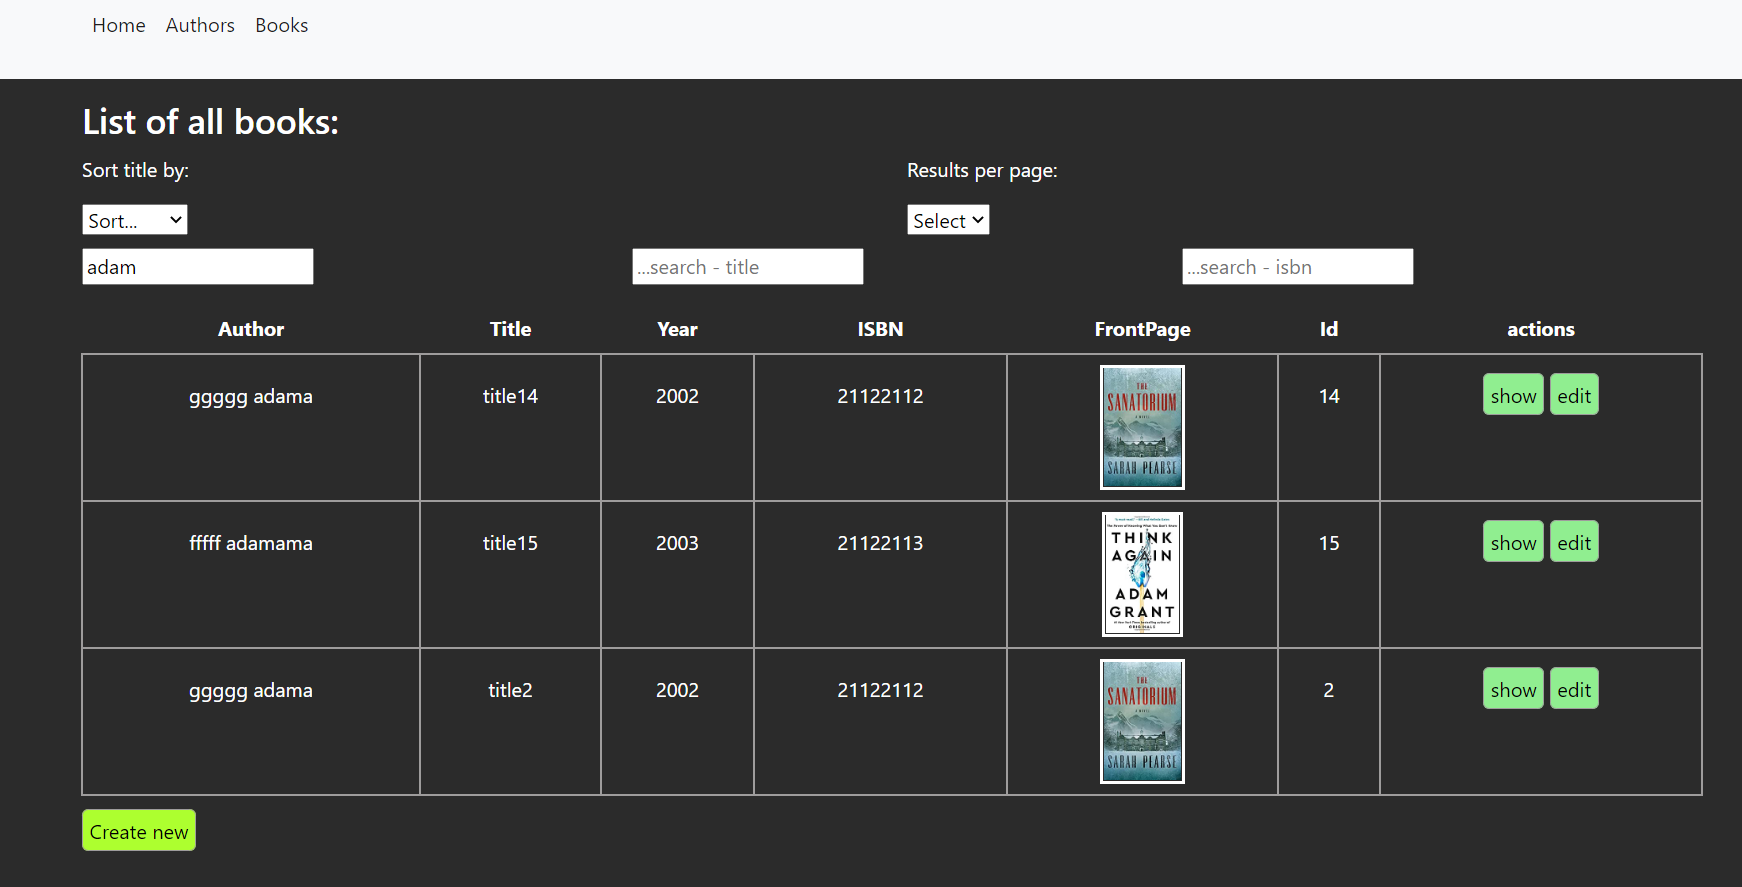 Home Authors Books
List of all books:
Sort title by: Results per page:
Sort... Select
adam ...search - title ...search - isbn
Author Title Year ISBN FrontPage Id actions
ggggg adama title14 2002 21122112 14 show edit
THE
SANATORIUM
SARAH PEARSE
fffff adamama title15 2003 21122113 15 show edit
THINK
AGAIN
ADAM
GRANT
ggggg adama title2 2002 21122112 2 show edit
THE
SANATORIUM
SARAH PEARSE
Create new